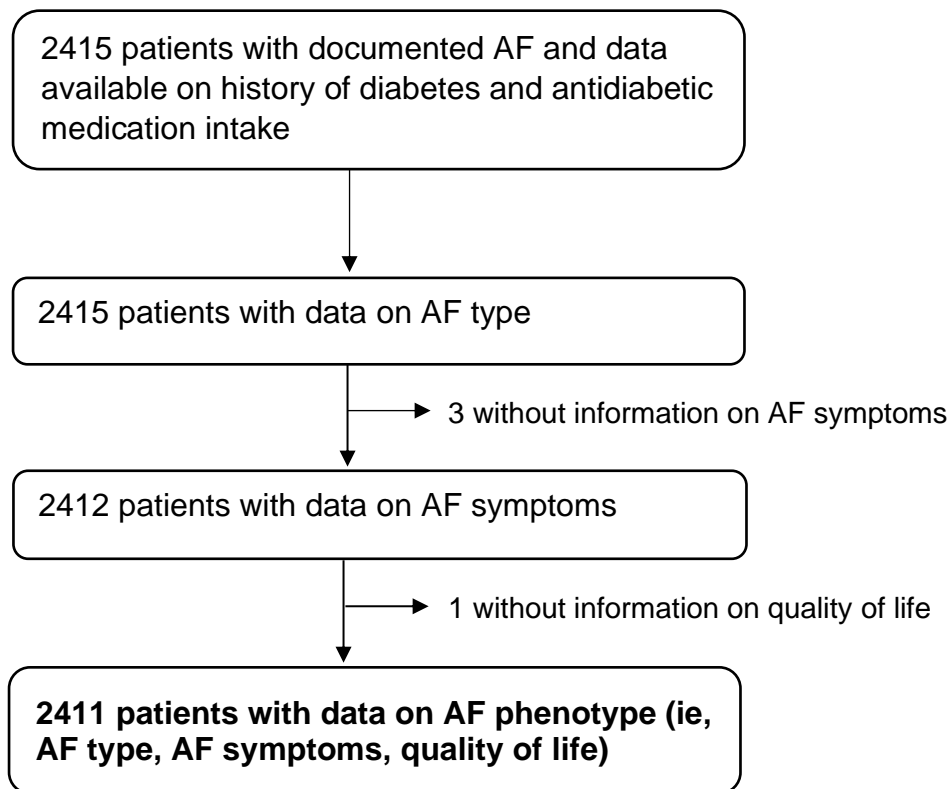 2415 patients with documented AF and data
available on history of diabetes and antidiabetic
medication intake
2415 patients with data on AF type
3 without information on AF symptoms
2412 patients with data on AF symptoms
1 without information on quality of life
2411 patients with data on AF phenotype (ie,
AF type, AF symptoms, quality of life)